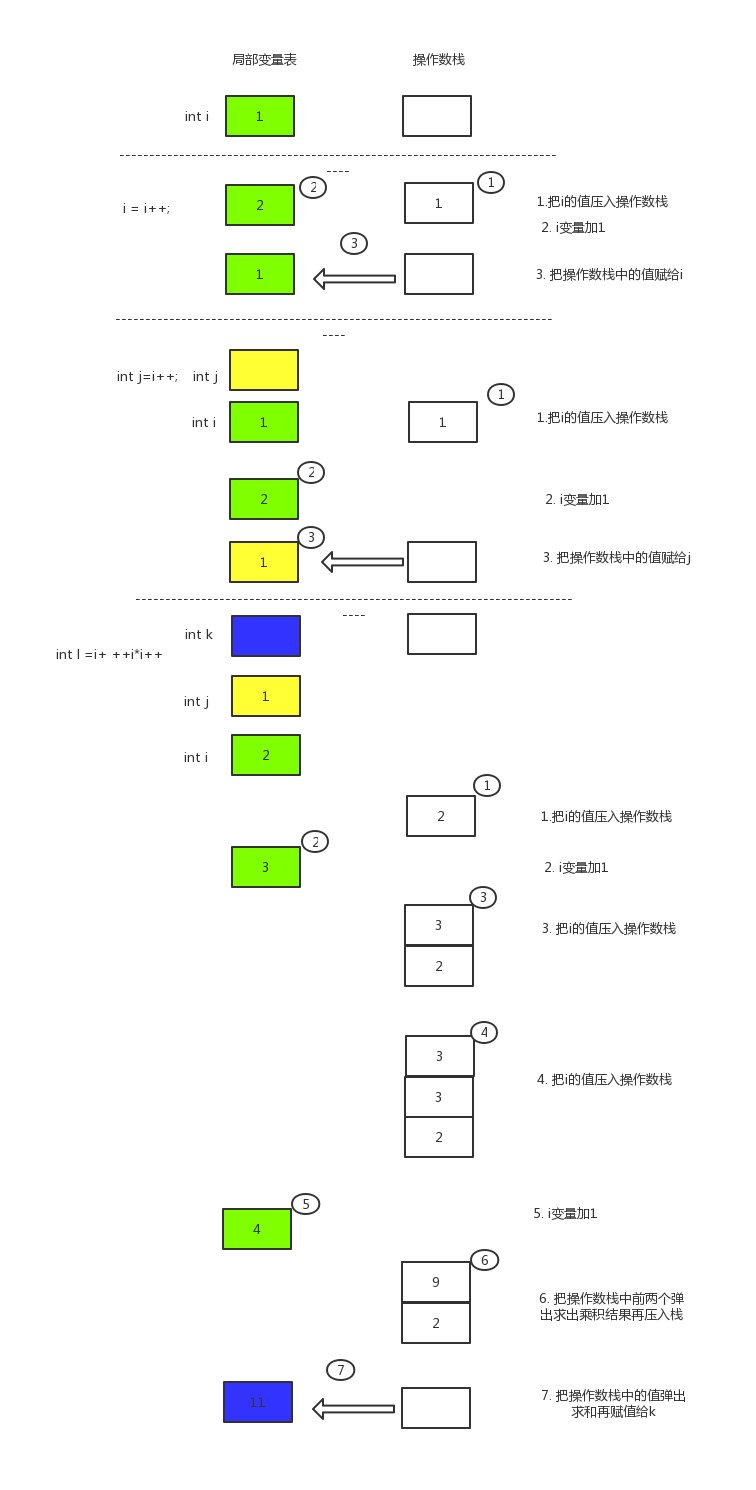 局部变量表 操作数栈
int i 1
i = i++; 2 2 1 1 1.把i的值压入操作数栈
2. i变量加1
3
1 3. 把操作数栈中的值赋给i
int j=i++; int j
1
int i 1 1 1.把i的值压入操作数栈
2
2 2. i变量加1
3
1 3. 把操作数栈中的值赋给j
int k
int l =i+ ++i*i++
int j 1
int i 2
1
2 1.把i的值压入操作数栈
2
3 2. i变量加1
3
3 3. 把i的值压入操作数栈
2
4
3 4. 把i的值压入操作数栈
3
2
5 5. i变量加1
4
6
9 6. 把操作数栈中前两个弹
2 出求出乘积结果再压入栈
7
11 7. 把操作数栈中的值弹出
求和再赋值给k